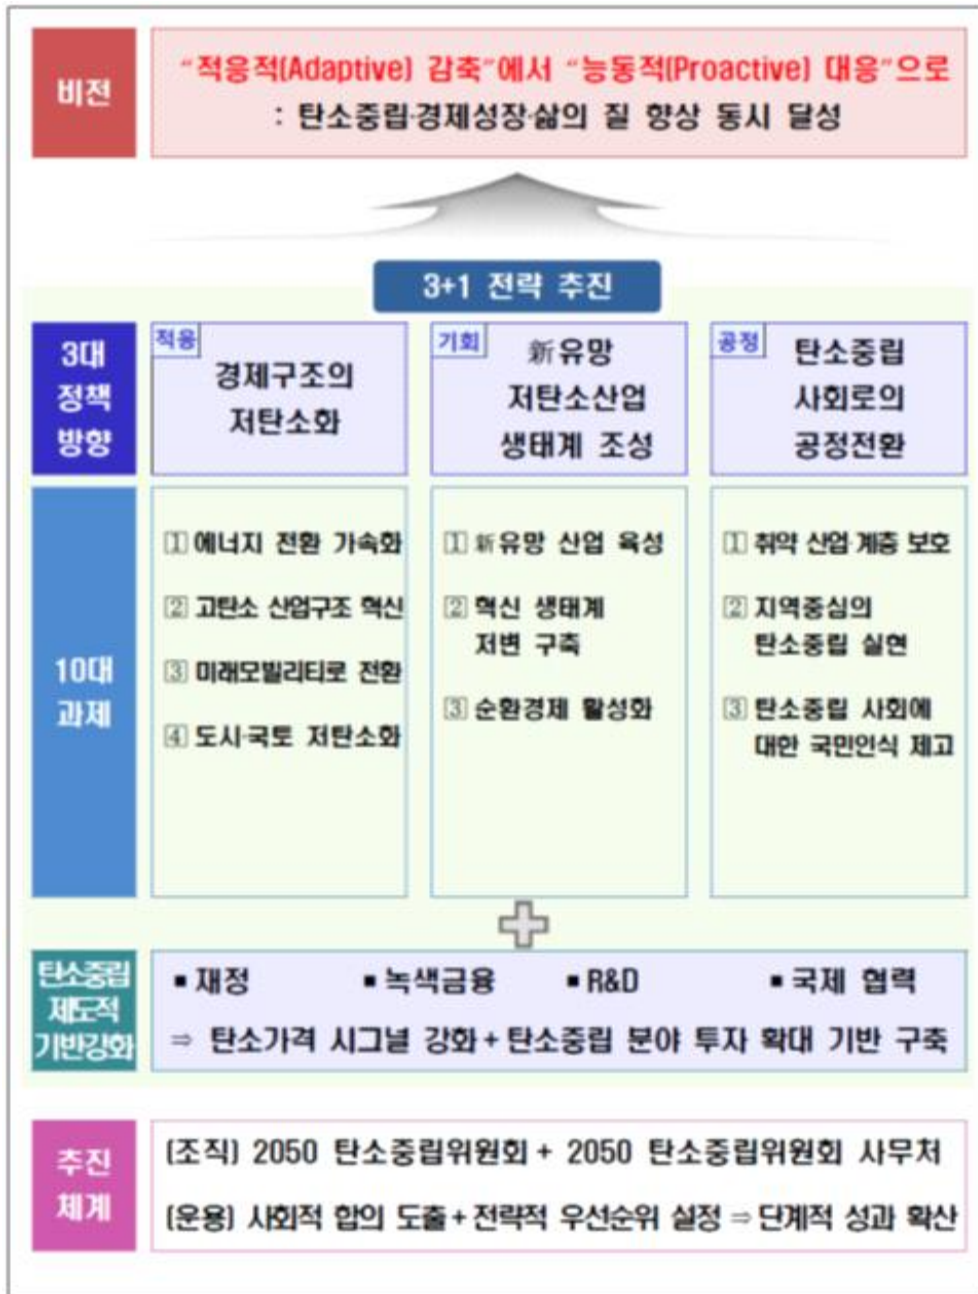 비전
“적응적(Adaptive) 감축”에서 “능동적(Proactive) 대응”으로
: 탄소중립·경제성장·삶의 질 향상 동시 달성
3+1 전략 추진
3대
정책
방향
적응
경제구조의
저탄소화
기회
新유망
저탄소산업
생태계 조성
공정
탄소중립
사회로의
공정전환
10대
과제
1 에너지 전환 가속화
2 고탄소 산업구조 혁신
3 미래모빌리티로 전환
4 도시·국토 저탄소화
1 新유망 산업 육성
2 혁신 생태계
저변 구축
3 순환경제 활성화
1 취약 산업·계층 보호
2 지역중심의
탄소중립 실현
3 탄소중립 사회에
대한 국민인식 제고
탄소중립
제도적
기반강화
▪ 재정 ▪ 녹색금융 ▪ R&D ▪ 국제 협력
⇒ 탄소가격 시그널 강화 + 탄소중립 분야 투자 확대 기반 구축
추진
체계
(조직) 2050 탄소중립위원회 + 2050 탄소중립위원회 사무처
(운용) 사회적 합의 도출 + 전략적 우선순위 설정 ⇒ 단계적 성과 확산